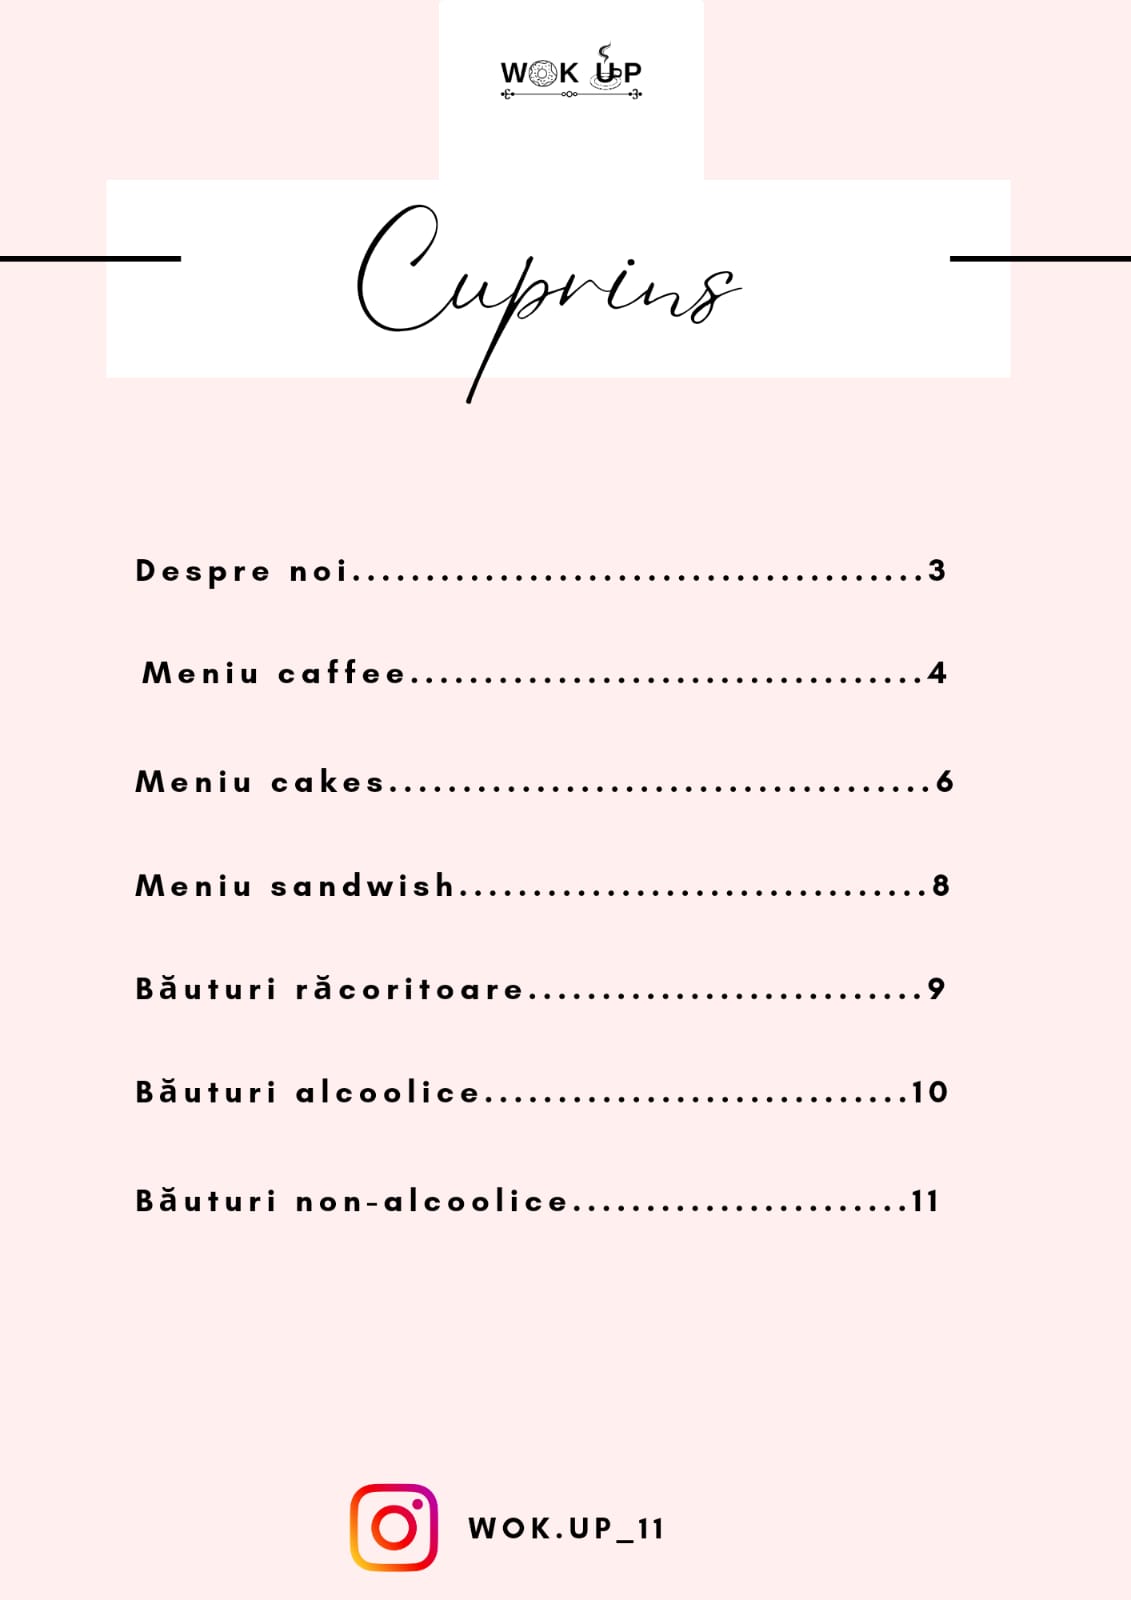 WOK UP
Cuprins
Despre noi.......................................3
Meniu caffee...................................4
Meniu cakes.....................................6
Meniu sandwish................................8
Băuturi răcoritoare...........................9
Băuturi alcoolice.............................10
Băuturi non-alcoolice.......................11
WOK.UP_11